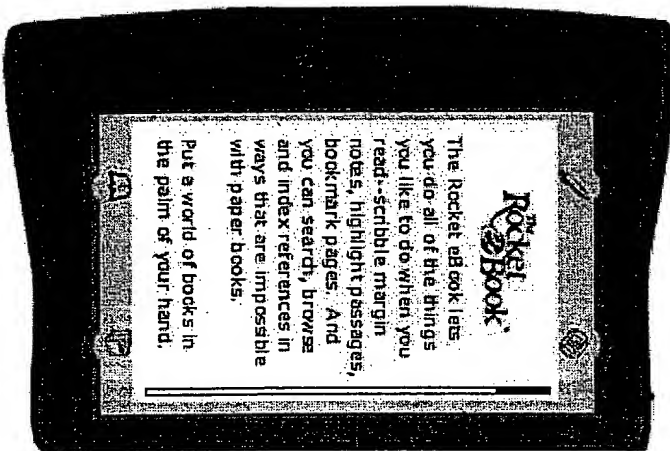 The
Rocket
eBook
The Rocket eBook lets
you do all of the things
you like to do when you
read--scribble margin
notes, highlight passages,
bookmark pages. And
you can search, browse
and index references in
ways that are impossible
with paper books.
Put a world of books in
the palm of your hand.